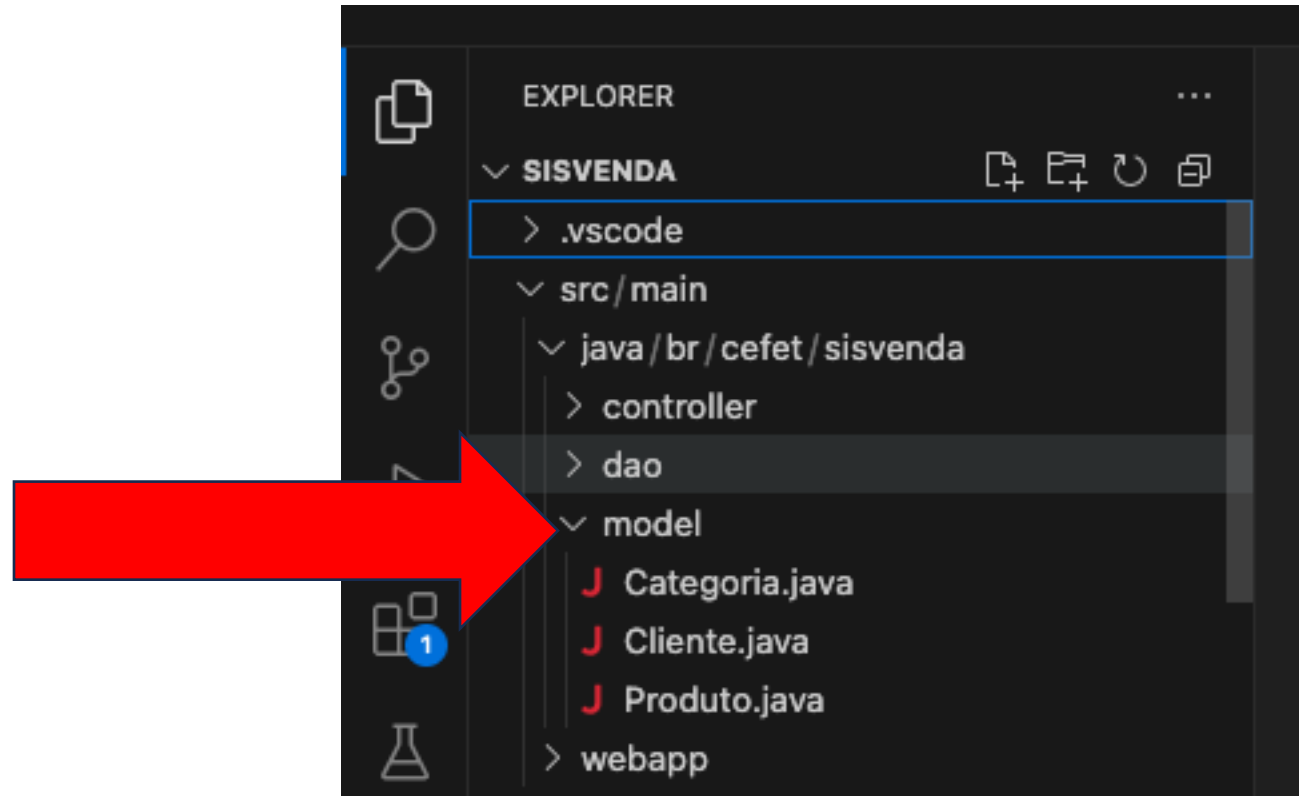 EXPLORER
SISVENDA
.vscode
src/main
java/br/cefet/sisvenda
controller
dao
model
J Categoria.java
J Cliente.java
1
J Produto.java
webapp